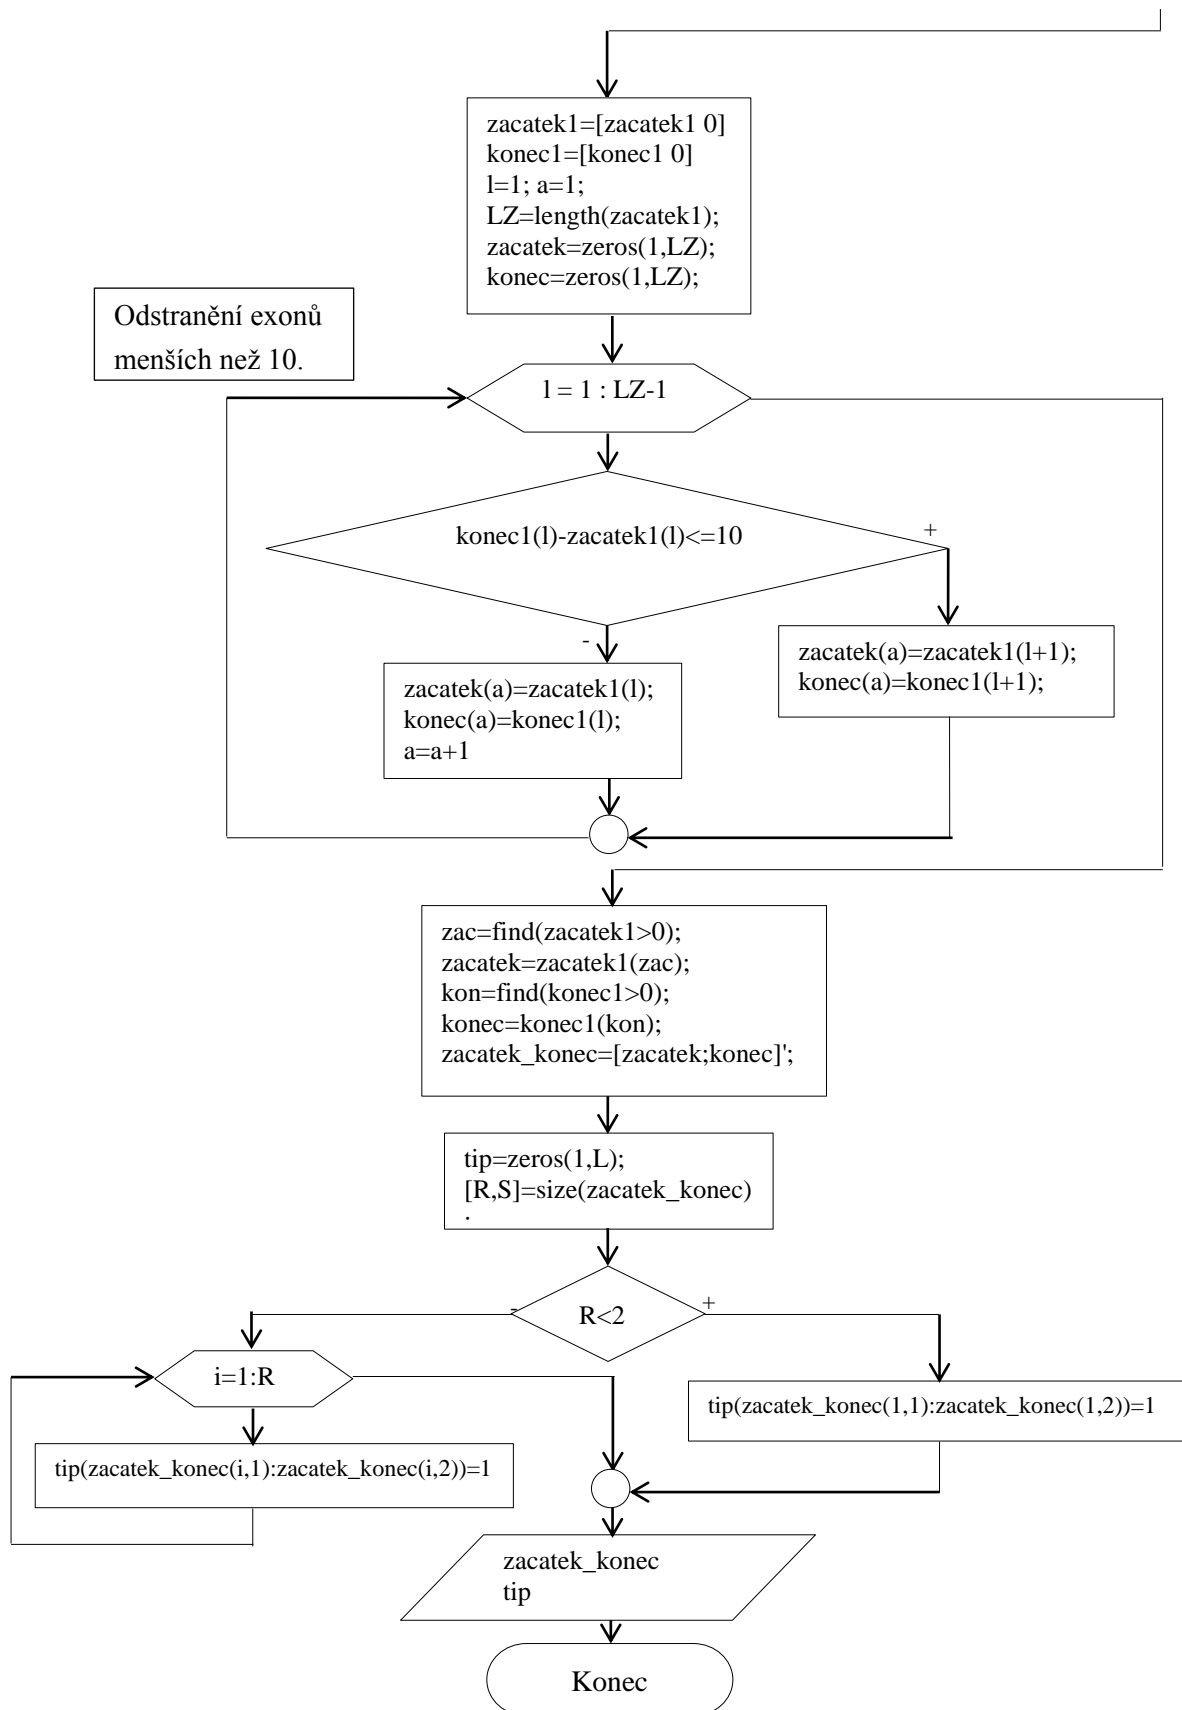 zacatek1=[zacatek1 0]
konec1=[konec1 0]
l=1; a=1;
LZ=length(zacatek1);
zacatek=zeros(1,LZ);
konec=zeros(1,LZ);
Odstranění exonů
menších než 10.
l = 1 : LZ-1
konec1(l)-zacatek1(l)<=10
+
-
zacatek(a)=zacatek1(l+1);
konec(a)=konec1(l+1);
zacatek(a)=zacatek1(l);
konec(a)=konec1(l);
a=a+1
zac=find(zacatek1>0);
zacatek=zacatek1(zac);
kon=find(konec1>0);
konec=konec1(kon);
zacatek_konec=[zacatek;konec]';
tip=zeros(1,L);
[R,S]=size(zacatek_konec)
.
-
R<2
+
i=1:R
tip(zacatek_konec(1,1):zacatek_konec(1,2))=1
tip(zacatek_konec(i,1):zacatek_konec(i,2))=1
zacatek_konec
tip
Konec